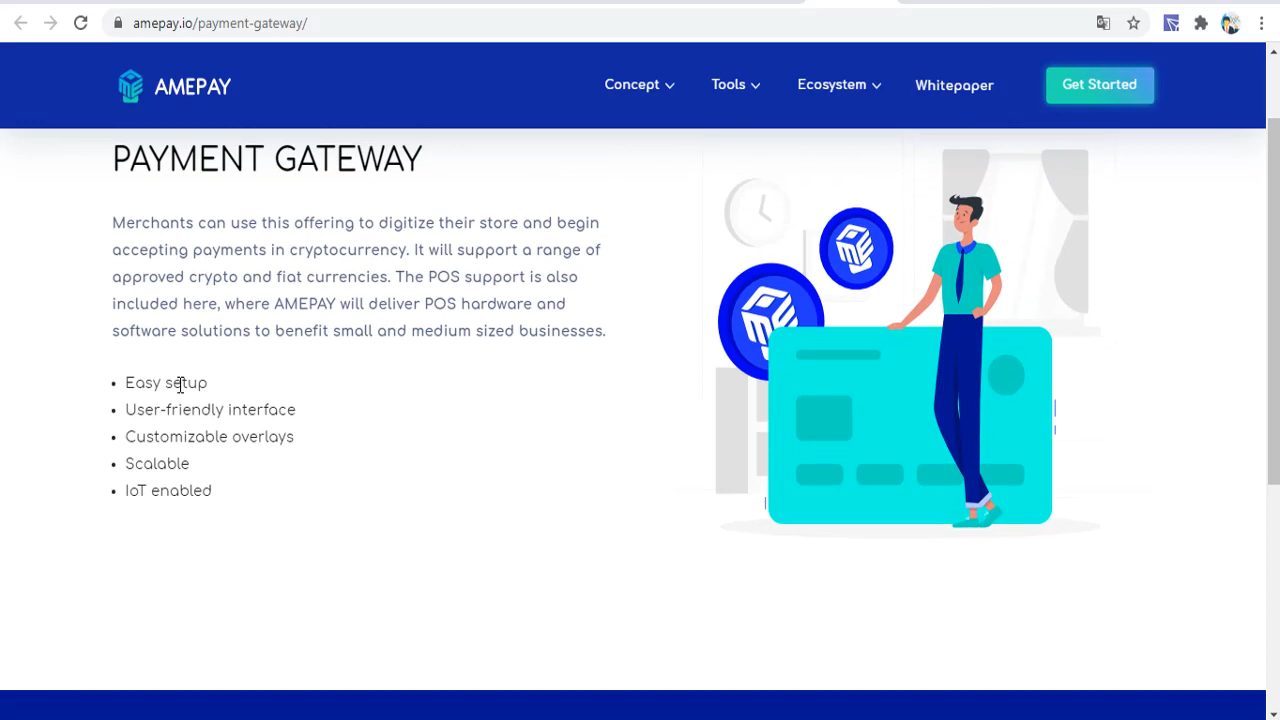 amepay.io/payment-gateway/
AMEPAY
Concept
Tools
Ecosystem
Whitepaper
Get Started
PAYMENT GATEWAY
Merchants can use this offering to digitize their store and begin
accepting payments in cryptocurrency. It will support a range of
approved crypto and fiat currencies. The POS support is also
included here, where AMEPAY will deliver POS hardware and
software solutions to benefit small and medium sized businesses.
• Easy setup
• User-friendly interface
• Customizable overlays
• Scalable
• IoT enabled